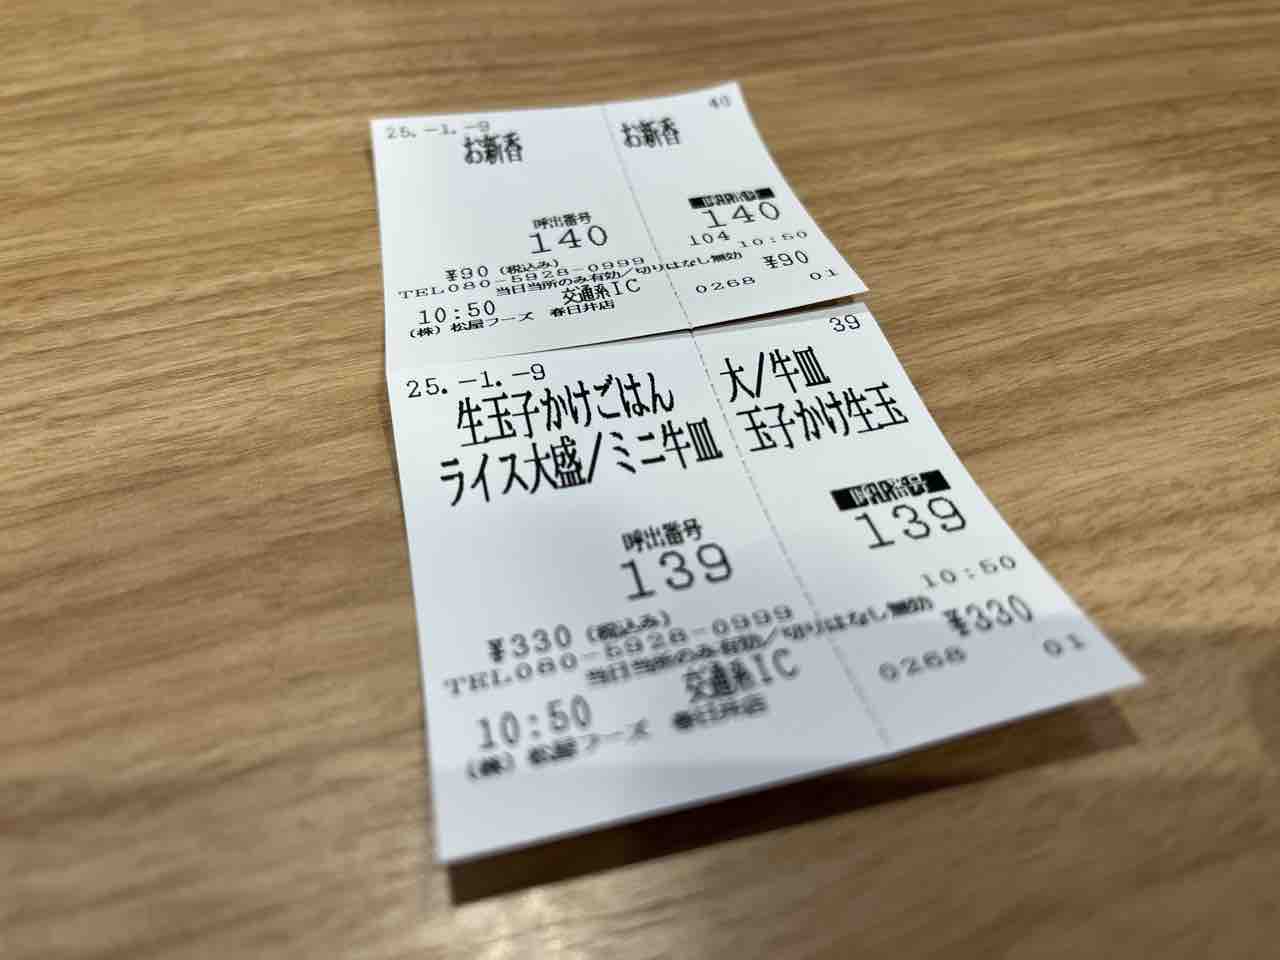 25.-1.-9
お新香
呼出番号
140
¥90(税込み)
TEL080-5928-0999
当日当所のみ有効/切りはなし無効
10:50 交通系IC
(株)松屋フーズ 春日井店
40
お新香
140
104 10:50
¥90
0268 01
25.-1.-9
生玉子かけごはん
ライス大盛/ミニ牛皿
呼出番号
139
¥330(税込み)
TEL080-5928-0999
当日当所のみ有効/切りはなし無効
10:50 交通系IC
(株)松屋フーズ 春日井店
39
大/牛皿
玉子かけ生玉
139
10:50
¥330
0268 01